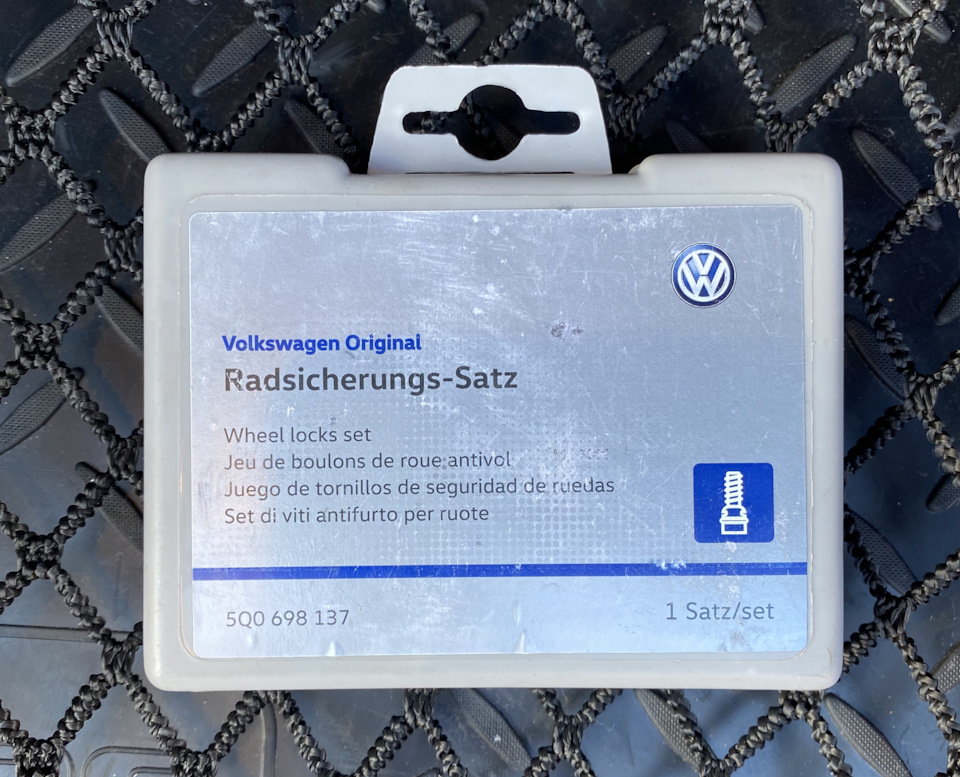 Volkswagen Original
Radsicherungs-Satz
Wheel locks set
Jeu de boulons de roue antivol
Juego de tornillos de seguridad de ruedas
Set di viti antifurto per ruote
5Q0 698 137
1 Satz/set